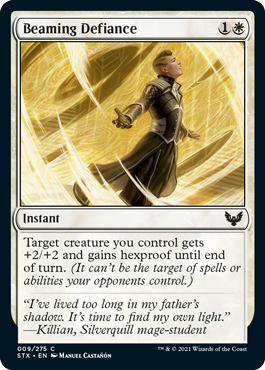 Beaming Defiance 1
Instant
Target creature you control gets
+2/+2 and gains hexproof until end
of turn. (It can't be the target of spells or
abilities your opponents control.)
“I've lived too long in my father's
shadow. It's time to find my own light.”
—Killian, Silverquill mage-student
009/275 C
STX • EN Manuel Castañón
™ & © 2021 Wizards of the Coast